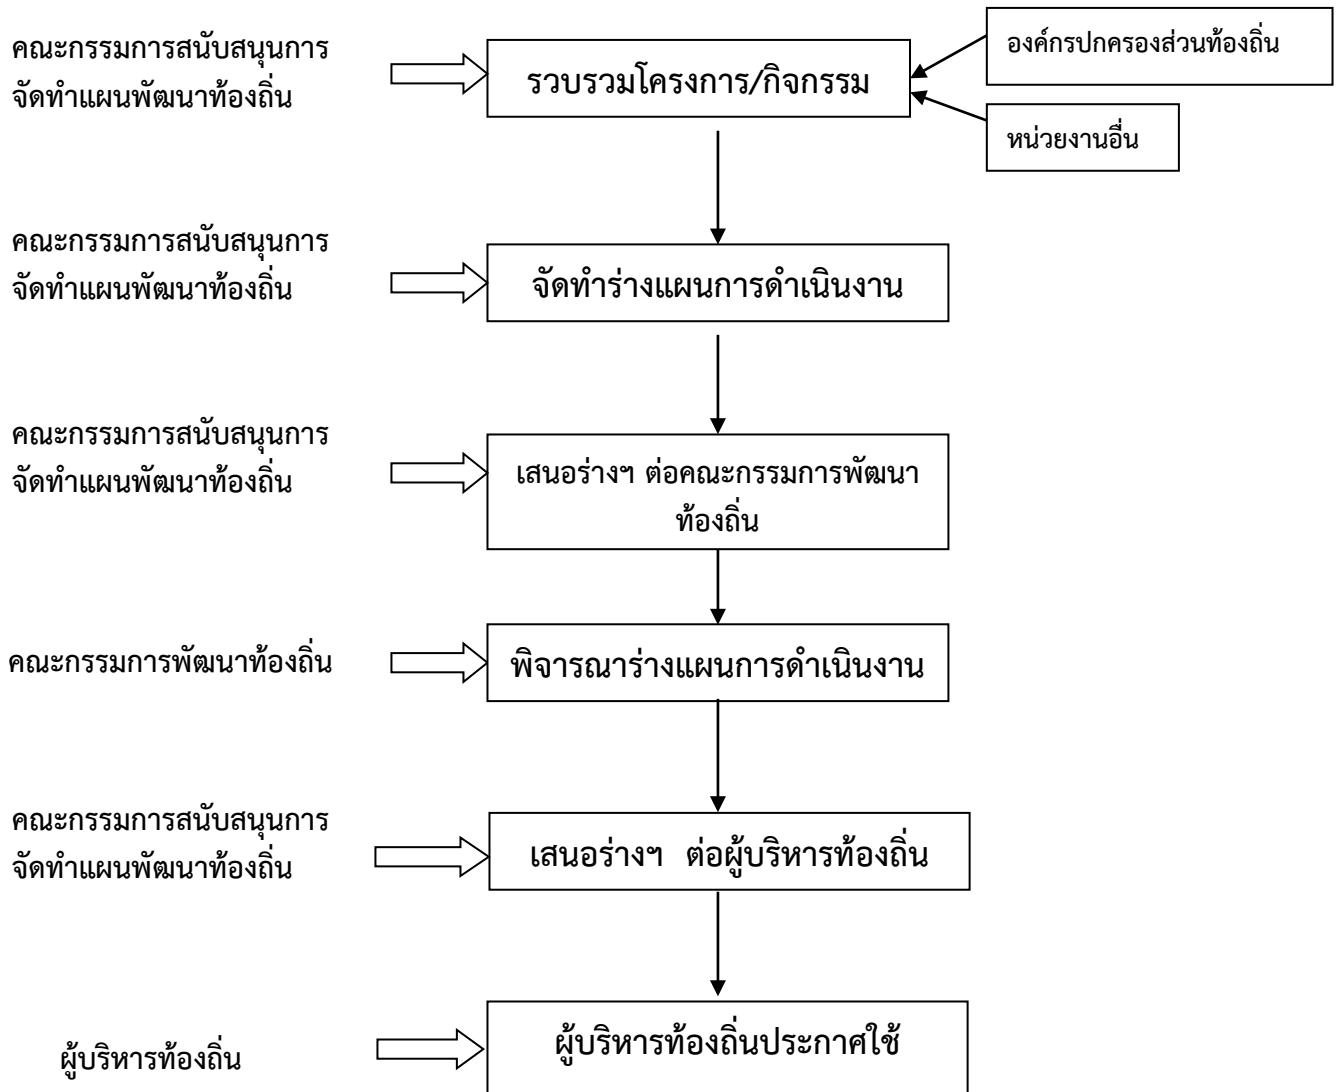 คณะกรรมการสนับสนุนการ
จัดทำแผนพัฒนาท้องถิ่น
รวบรวมโครงการ/กิจกรรม
องค์กรปกครองส่วนท้องถิ่น
หน่วยงานอื่น
คณะกรรมการสนับสนุนการ
จัดทำแผนพัฒนาท้องถิ่น
จัดทำร่างแผนการดำเนินงาน
คณะกรรมการสนับสนุนการ
จัดทำแผนพัฒนาท้องถิ่น
เสนอร่างฯ ต่อคณะกรรมการพัฒนา
ท้องถิ่น
คณะกรรมการพัฒนาท้องถิ่น
พิจารณาร่างแผนการดำเนินงาน
คณะกรรมการสนับสนุนการ
จัดทำแผนพัฒนาท้องถิ่น
เสนอร่างฯ ต่อผู้บริหารท้องถิ่น
ผู้บริหารท้องถิ่น
ผู้บริหารท้องถิ่นประกาศใช้